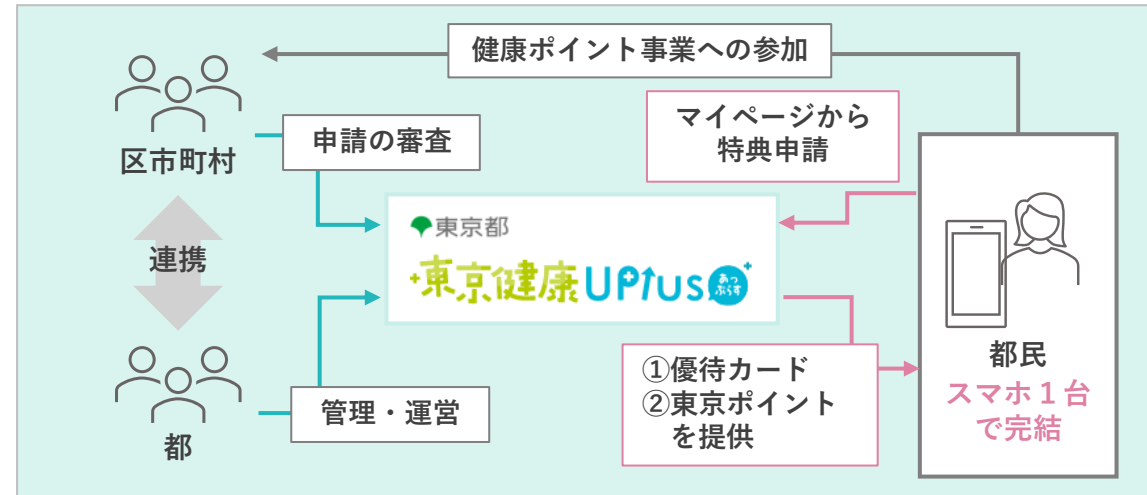 健康ポイント事業への参加
マイページから
特典申請
申請の審査
区市町村
東京都
東京健康UPlus
あっ
ぷらす
連携
①優待カード
②東京ポイント
を提供
管理・運営
都
都民
スマホ１台
で完結